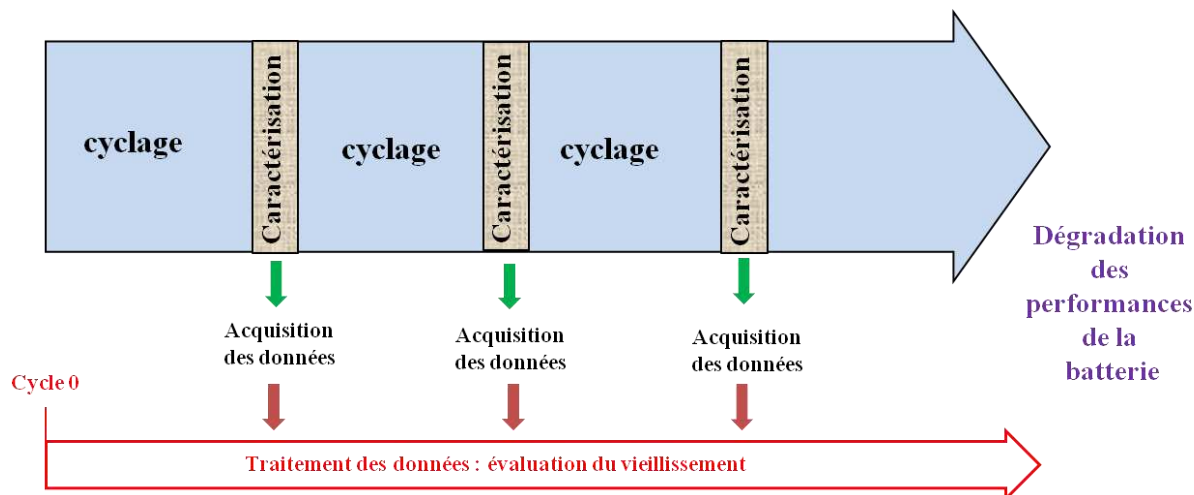 cyclage
Caractérisation
cyclage
Caractérisation
cyclage
Caractérisation
Dégradation
des
performances
de la
batterie
Acquisition
des données
Acquisition
des données
Acquisition
des données
Cycle 0
Traitement des données : évaluation du vieillissement